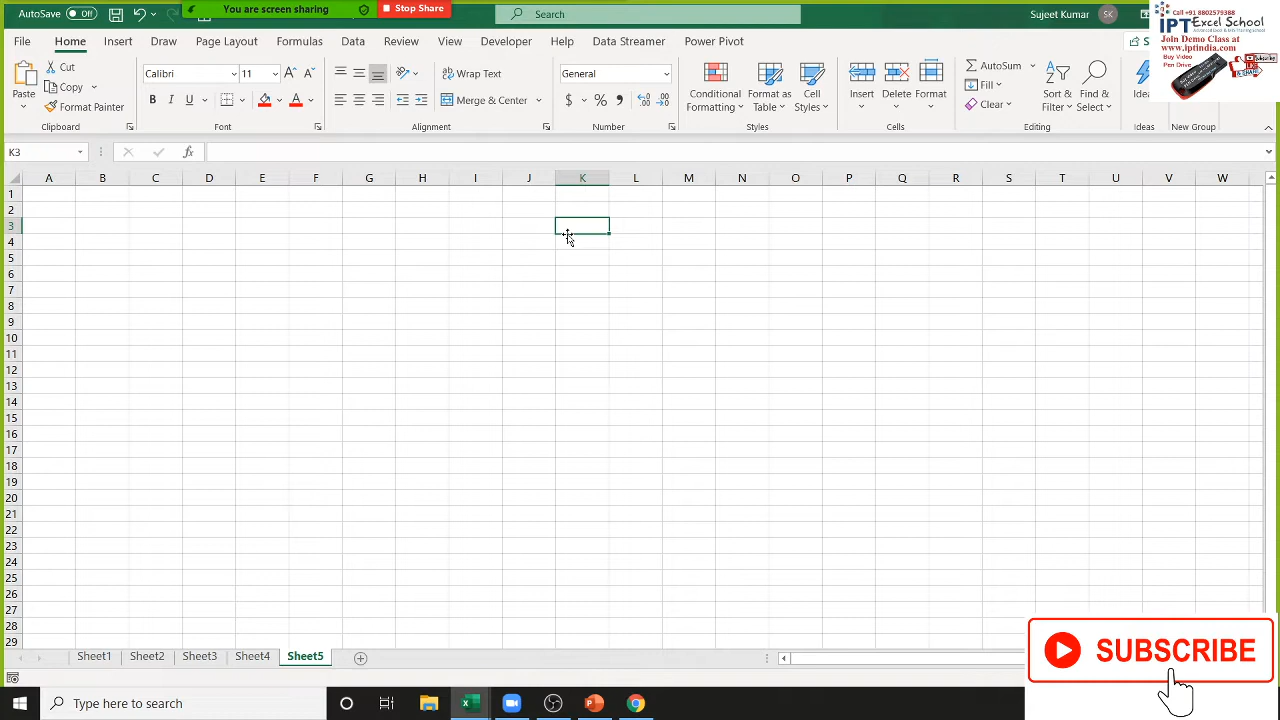 AutoSave Off
You are screen sharing
Stop Share
Search
Sujeet Kumar
SK
Call +91 8802579388
IPT Excel School
Join Demo Class at
www.iptindia.com
Buy Video
Pen Drive
File Home Insert Draw Page Layout Formulas Data Review View Developer Help Data Streamer Power Pivot
Paste
Cut
Copy
Format Painter
Clipboard
Calibri 11
B I U
Font
Wrap Text
Merge & Center
Alignment
General
$ % ,
Number
Conditional Formatting
Format as Table
Cell Styles
Styles
Insert
Delete
Format
Cells
AutoSum
Fill
Clear
Sort & Filter
Find & Select
Editing
Ideas
Ideas
New Group
K3
fx
A B C D E F G H I J K L M N O P Q R S T U V W
1
2
3
4
5
6
7
8
9
10
11
12
13
14
15
16
17
18
19
20
21
22
23
24
25
26
27
28
29
Sheet1 Sheet2 Sheet3 Sheet4 Sheet5
SUBSCRIBE
Type here to search